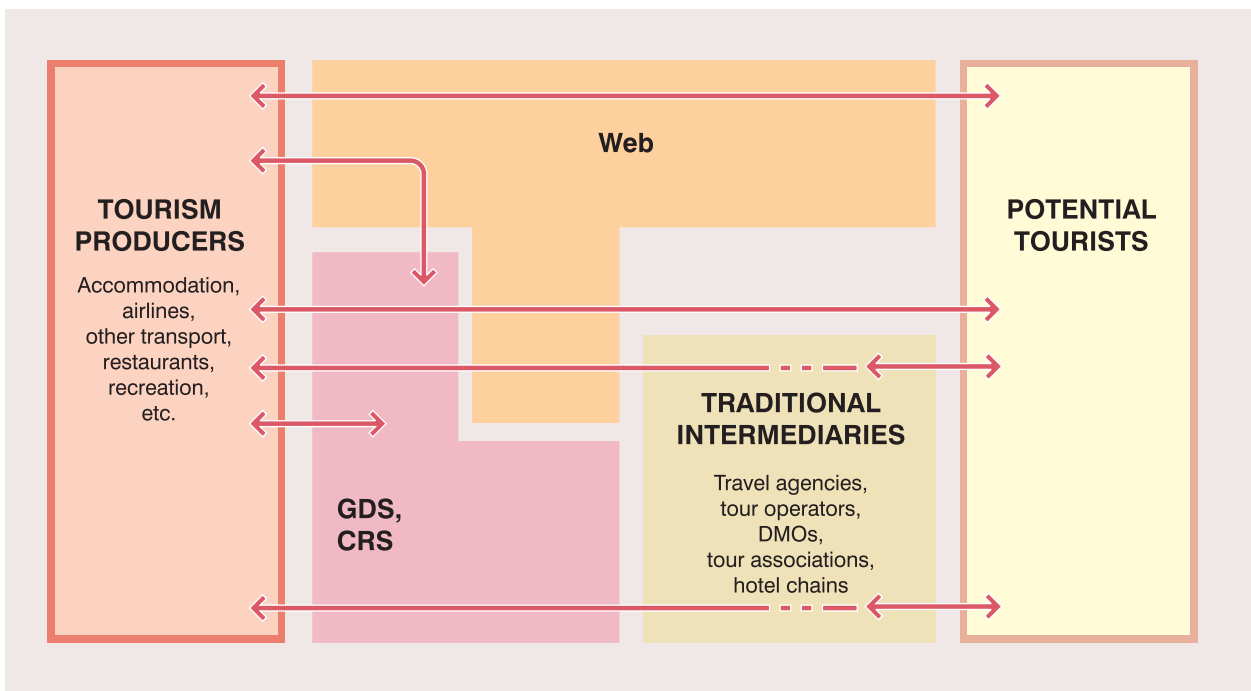 Web
TOURISM
PRODUCERS
Accommodation,
airlines,
other transport,
restaurants,
recreation,
etc.
POTENTIAL
TOURISTS
TRADITIONAL
INTERMEDIARIES
Travel agencies,
tour operators,
DMOs,
tour associations,
hotel chains
GDS,
CRS